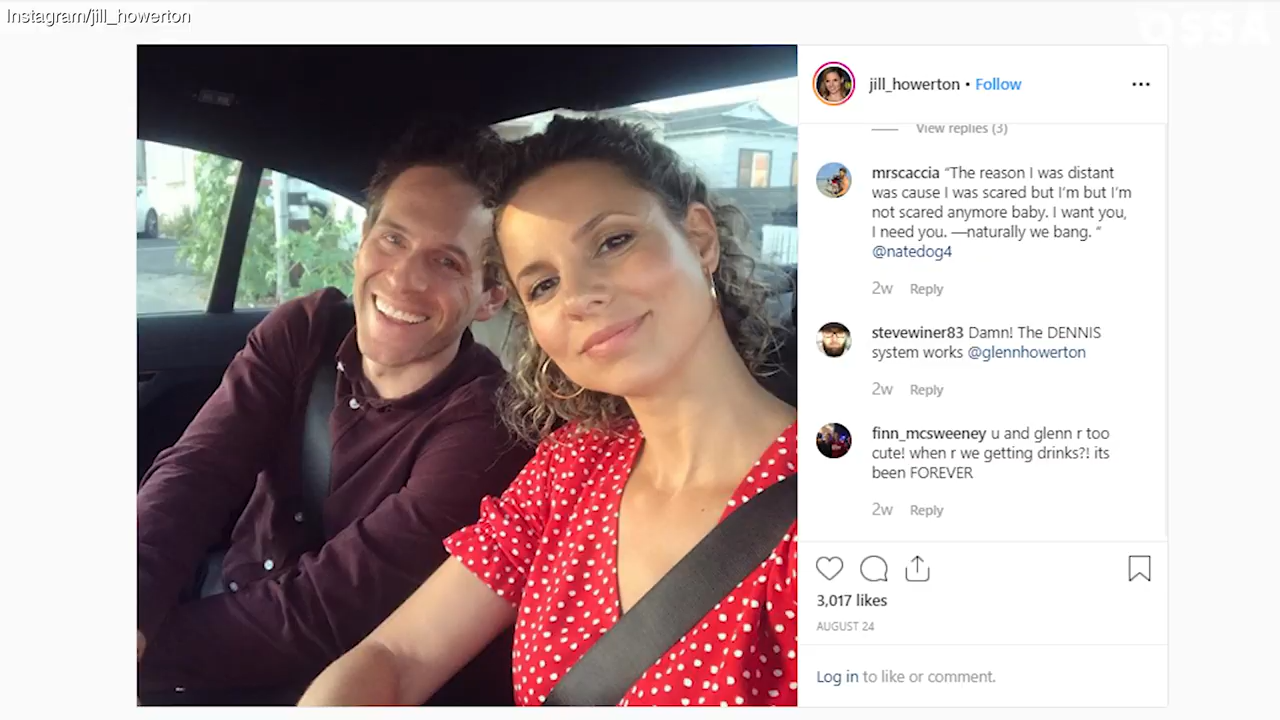 Instagram/jill_howerton
OSSA
jill_howerton • Follow
View replies (3)
mrscaccia “The reason I was distant
was cause I was scared but I’m but I’m
not scared anymore baby. I want you,
I need you. —naturally we bang. “
@natedog4
2w Reply
stevewiner83 Damn! The DENNIS
system works @glennhowerton
2w Reply
finn_mcsweeney u and glenn r too
cute! when r we getting drinks?! its
been FOREVER
2w Reply
3,017 likes
AUGUST 24
Log in to like or comment.